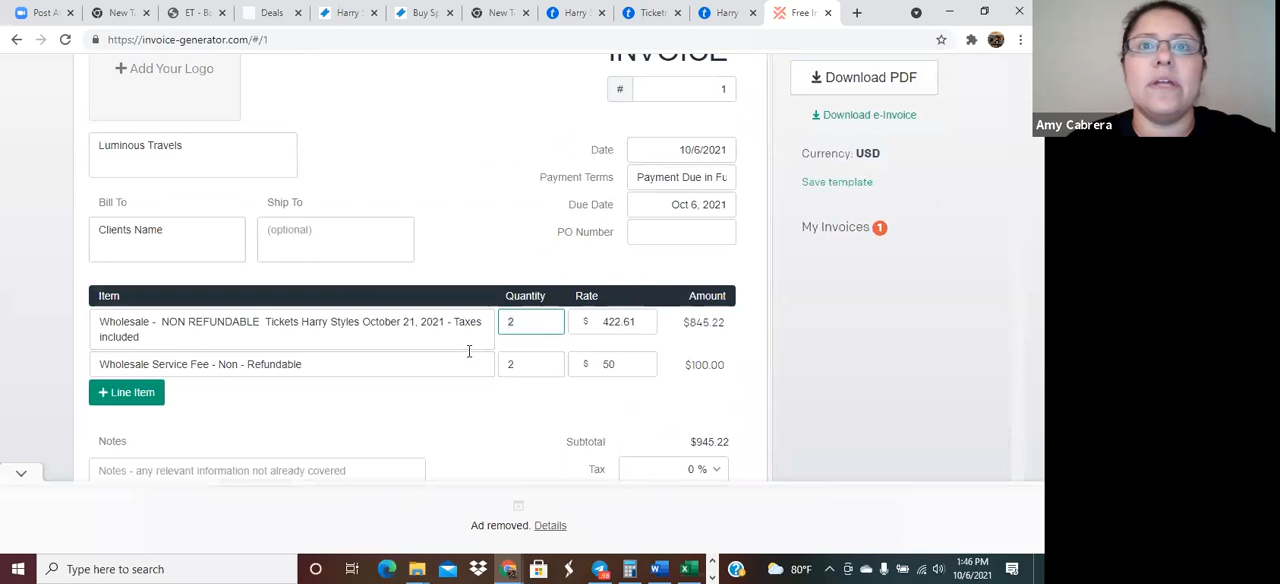 Post A
New T
ET - B
Deals
Harry
Buy Sp
New T
Harry
Ticket
Harry
Free In
https://invoice-generator.com/#/1
+ Add Your Logo
INVOICE
# 1
Download PDF
Download e-Invoice
Luminous Travels
Date 10/6/2021
Currency: USD
Payment Terms Payment Due in Fu
Save template
Bill To Ship To
Due Date Oct 6, 2021
Clients Name (optional)
PO Number
My Invoices 1
Item Quantity Rate Amount
Wholesale - NON REFUNDABLE Tickets Harry Styles October 21, 2021 - Taxes
included
2 $ 422.61 $845.22
Wholesale Service Fee - Non - Refundable 2 $ 50 $100.00
+ Line Item
Notes Subtotal $945.22
Notes - any relevant information not already covered Tax 0 %
Ad removed. Details
Amy Cabrera
Type here to search
80°F
1:46 PM
10/6/2021